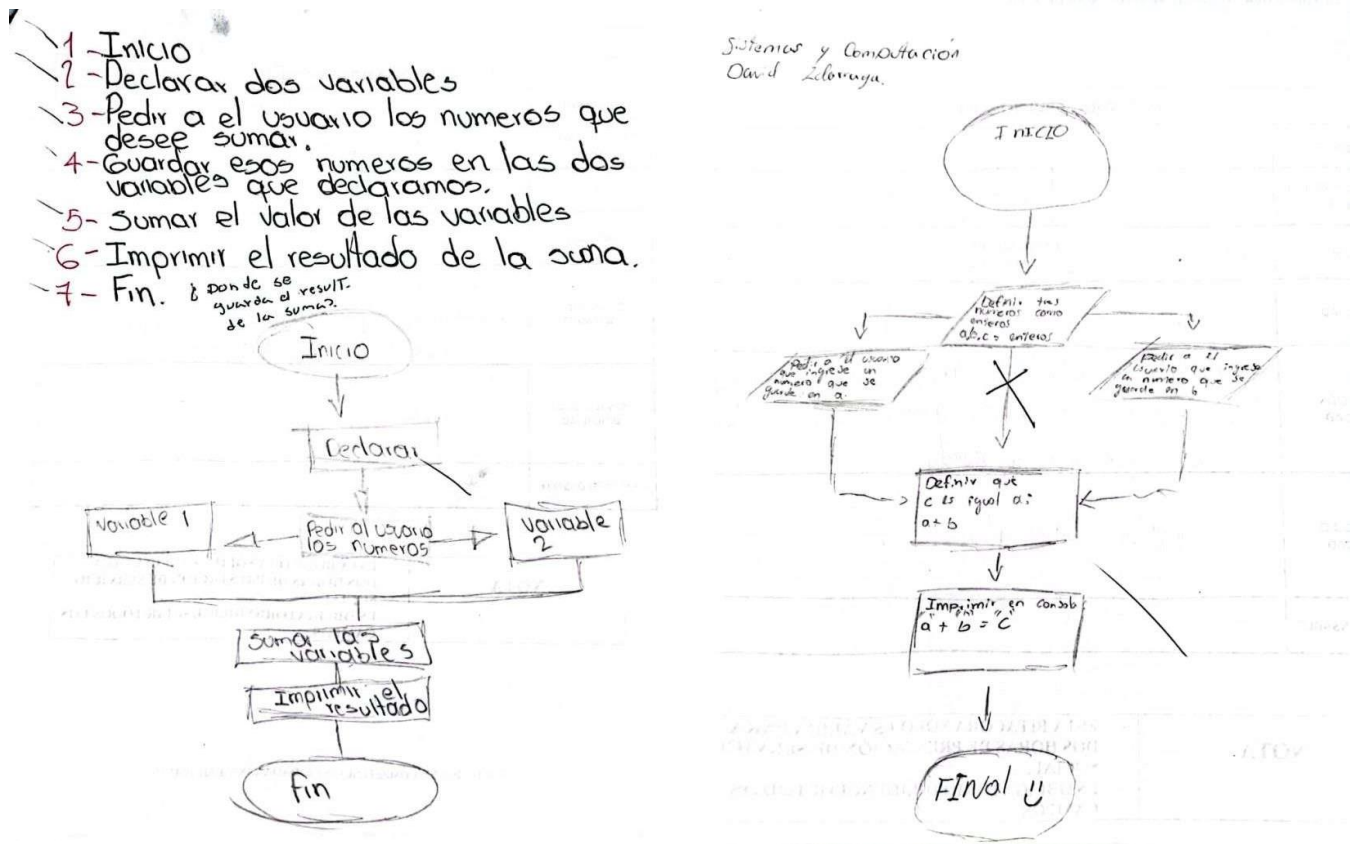 1-Inicio
2-Declarar dos variables
3-Pedir a el usuario los numeros que
desee sumar.
4-Guardar esos numeros en las dos
variables que declaramos.
5- Sumar el valor de las variables
6-Imprimir el resultado de la suma.
7- Fin.
¿Donde se
guarda el result.
de la suma?
Inicio
Declarar
Variable 1
Pedir al usuario
los numeros
Variable
2
Sumar las
variables
Imprimir el
resultado
Fin
Sistemas y Computación
David
INICIO
Definir tres
numeros como
enseros
a,b,c = enteros
Pedir a el usuario
que ingrese un
numero que se
guarde en a.
pedir a el
usuario que ingrese
un numero que se
guarde en b
Definir que
c es igual a:
a+b
Imprimir en consola
a + b = c
FINAL
NOTA.